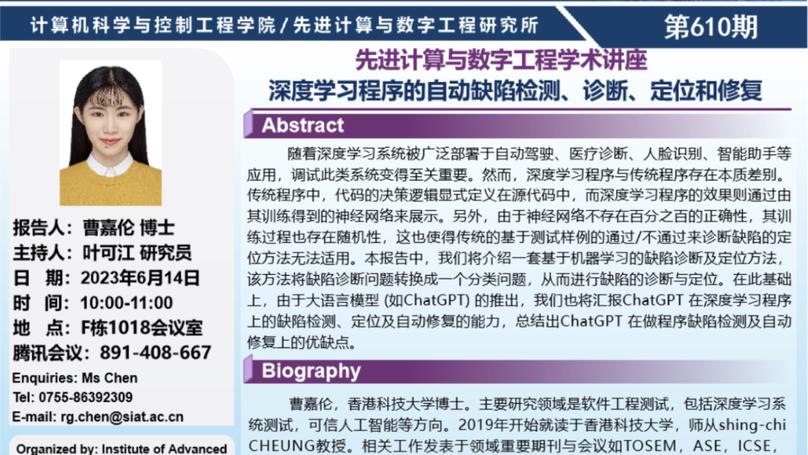 计算机科学与控制工程学院/先进计算与数字工程研究所
第610期
先进计算与数字工程学术讲座
深度学习程序的自动缺陷检测、诊断、定位和修复
报告人：曹嘉伦 博士
主持人：叶可江 研究员
日 期：2023年6月14日
时 间：10:00-11:00
地 点：F栋1018会议室
腾讯会议：891-408-667
Enquiries: Ms Chen
Tel: 0755-86392309
E-mail: rg.chen@siat.ac.cn
Organized by: Institute of Advanced
Abstract
随着深度学习系统被广泛部署于自动驾驶、医疗诊断、人脸识别、智能助手等
应用，调试此类系统变得至关重要。然而，深度学习程序与传统程序存在本质差别。
传统程序中，代码的决策逻辑显式定义在源代码中，而深度学习程序的效果则通过由
其训练得到的神经网络来展示。另外，由于神经网络不存在百分之百的正确性，其训
练过程也存在随机性，这也使得传统的基于测试样例的通过/不通过来诊断缺陷的定
位方法无法适用。本报告中，我们将介绍一套基于机器学习的缺陷诊断及定位方法，
该方法将缺陷诊断问题转换成一个分类问题，从而进行缺陷的诊断与定位。在此基础
上，由于大语言模型 (如ChatGPT) 的推出，我们也将汇报ChatGPT 在深度学习程序
上的缺陷检测、定位及自动修复的能力，总结出ChatGPT 在做程序缺陷检测及自动
修复上的优缺点。
Biography
曹嘉伦，香港科技大学博士。主要研究领域是软件工程测试，包括深度学习系
统测试，可信人工智能等方向。2019年开始就读于香港科技大学，师从shing-chi
CHEUNG教授。相关工作发表于领域重要期刊与会议如TOSEM，ASE，ICSE，